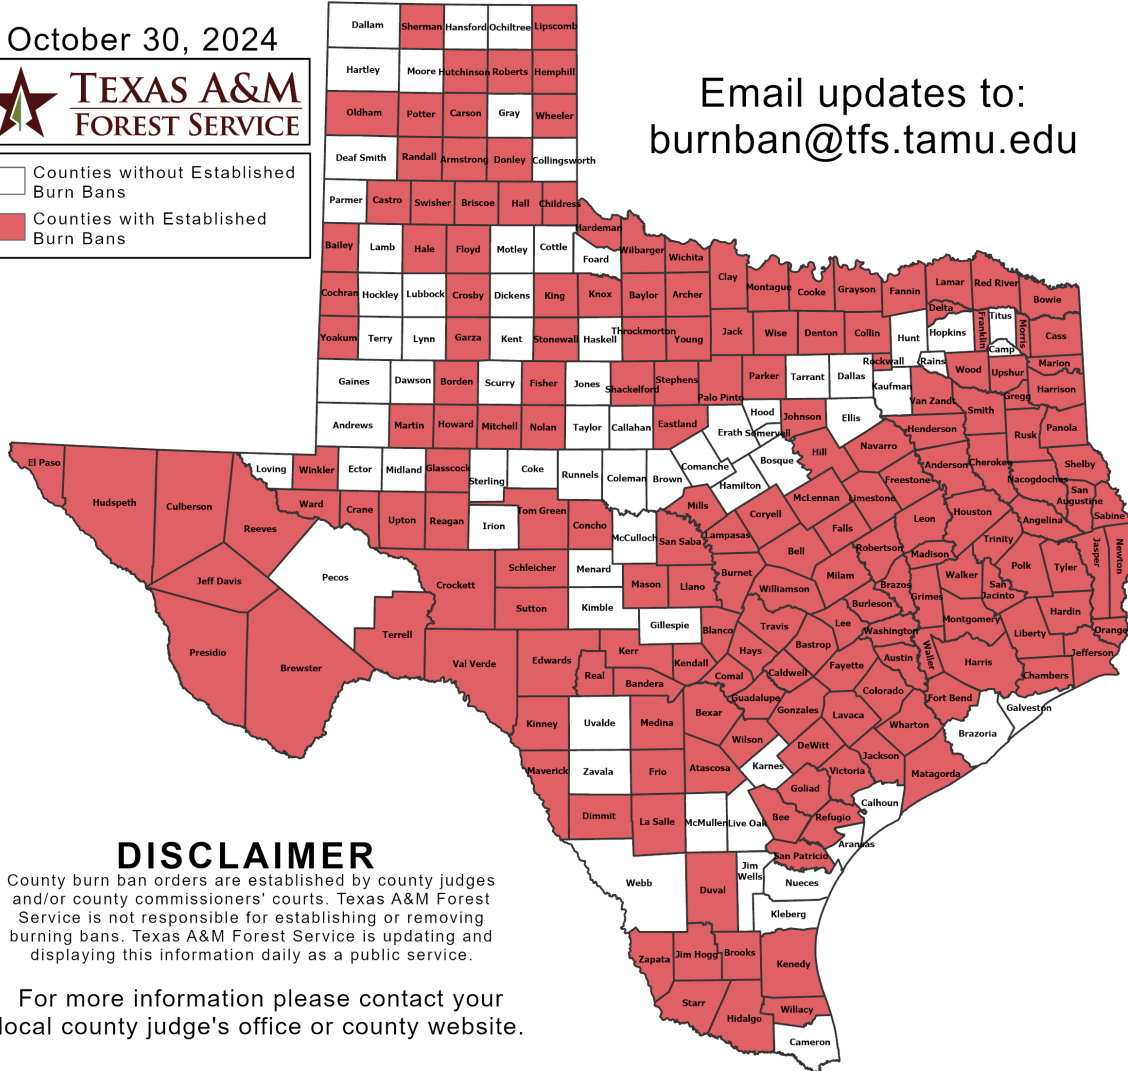 October 30, 2024
TEXAS A&M
FOREST SERVICE
Counties without Established
Burn Bans
Counties with Established
Burn Bans
Email updates to:
burnban@tfs.tamu.edu
Dallam Sherman Hansford Ochiltree Lipscomb
Hartley Moore Hutchinson Roberts Hemphill
Oldham Potter Carson Gray Wheeler
Deaf Smith Randall Armstrong Donley Collingsworth
Parmer Castro Swisher Briscoe Hall Childress
Hardeman
Bailey Lamb Hale Floyd Motley Cottle Foard Wilbarger Wichita
Clay Montague Cooke Grayson Fannin Lamar Red River Bowie
Cochran Hockley Lubbock Crosby Dickens King Knox Baylor Archer
Delta Franklin Titus Morris Cass
Yoakum Terry Lynn Garza Kent Stonewall Haskell Throckmorton Young Jack Wise Denton Collin Hunt Hopkins
Camp
Rockwall Rains Wood Upshur Marion
Gaines Dawson Borden Scurry Fisher Jones Shackelford Stephens Palo Pinto Parker Tarrant Dallas Kaufman Van Zandt Smith Gregg Harrison
Andrews Martin Howard Mitchell Nolan Taylor Callahan Eastland Erath Hood Somervell Johnson Ellis Henderson Rusk Panola
El Paso Hudspeth Culberson Reeves Loving Winkler Ector Midland Glasscock Sterling Coke Runnels Coleman Brown Comanche Hamilton Bosque Hill Navarro Freestone Anderson Cherokee Nacogdoches Shelby
San
Augustine
Sabine
Ward Crane Upton Reagan Irion Tom Green Concho McCulloch San Saba Mills Lampasas Coryell McLennan Limestone Falls Leon Houston Angelina
Trinity
Jasper
Newton
Jeff Davis Pecos Crockett Schleicher Menard Mason Llano Burnet Bell Milam Robertson Madison Walker Polk Tyler
San
Jacinto
Sutton Kimble Williamson Brazos Grimes Burleson Montgomery Hardin
Presidio Brewster Terrell Val Verde Edwards Kerr Gillespie Blanco Travis Lee Washington Waller Liberty Orange
Jefferson
Real Bandera Kendall Hays Comal Caldwell Bastrop Fayette Austin Harris Chambers
Kinney Uvalde Medina Bexar Guadalupe Gonzales Lavaca Colorado Fort Bend Galveston
Brazoria
Wilson DeWitt Wharton
Maverick Zavala Frio Atascosa Karnes Goliad Victoria Jackson Matagorda
Dimmit La Salle McMullen Live Oak Bee Refugio Calhoun
Aransas
San Patricio
Webb Duval
Jim
Wells
Nueces
Kleberg
Zapata Jim Hogg Brooks Kenedy
Starr Hidalgo Willacy
Cameron
DISCLAIMER
County burn ban orders are established by county judges
and/or county commissioners' courts. Texas A&M Forest
Service is not responsible for establishing or removing
burning bans. Texas A&M Forest Service is updating and
displaying this information daily as a public service.
For more information please contact your
local county judge's office or county website.